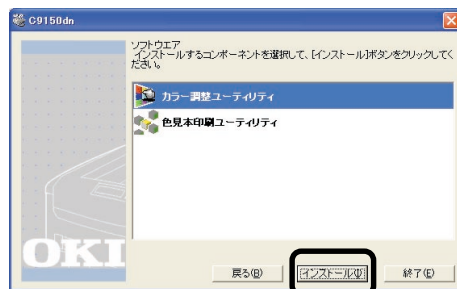 C9150dn
ソフトウエア
インストールするコンポーネントを選択して、[インストール]ボタンをクリックしてく
ださい。
カラー調整ユーティリティ
色見本印刷ユーティリティ
OKI
戻る(B)
インストール(I)
終了(E)